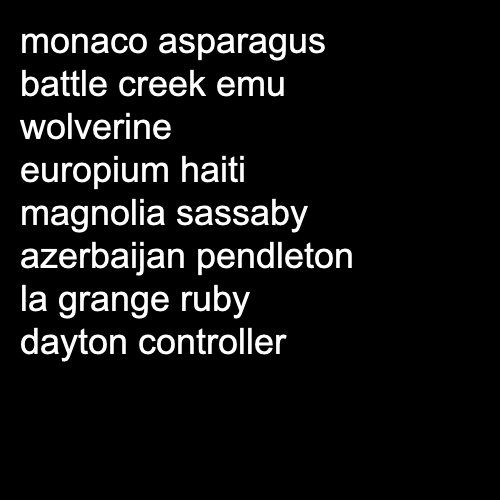 monaco asparagus
battle creek emu
wolverine
europium haiti
magnolia sassaby
azerbaijan pendleton
la grange ruby
dayton controller